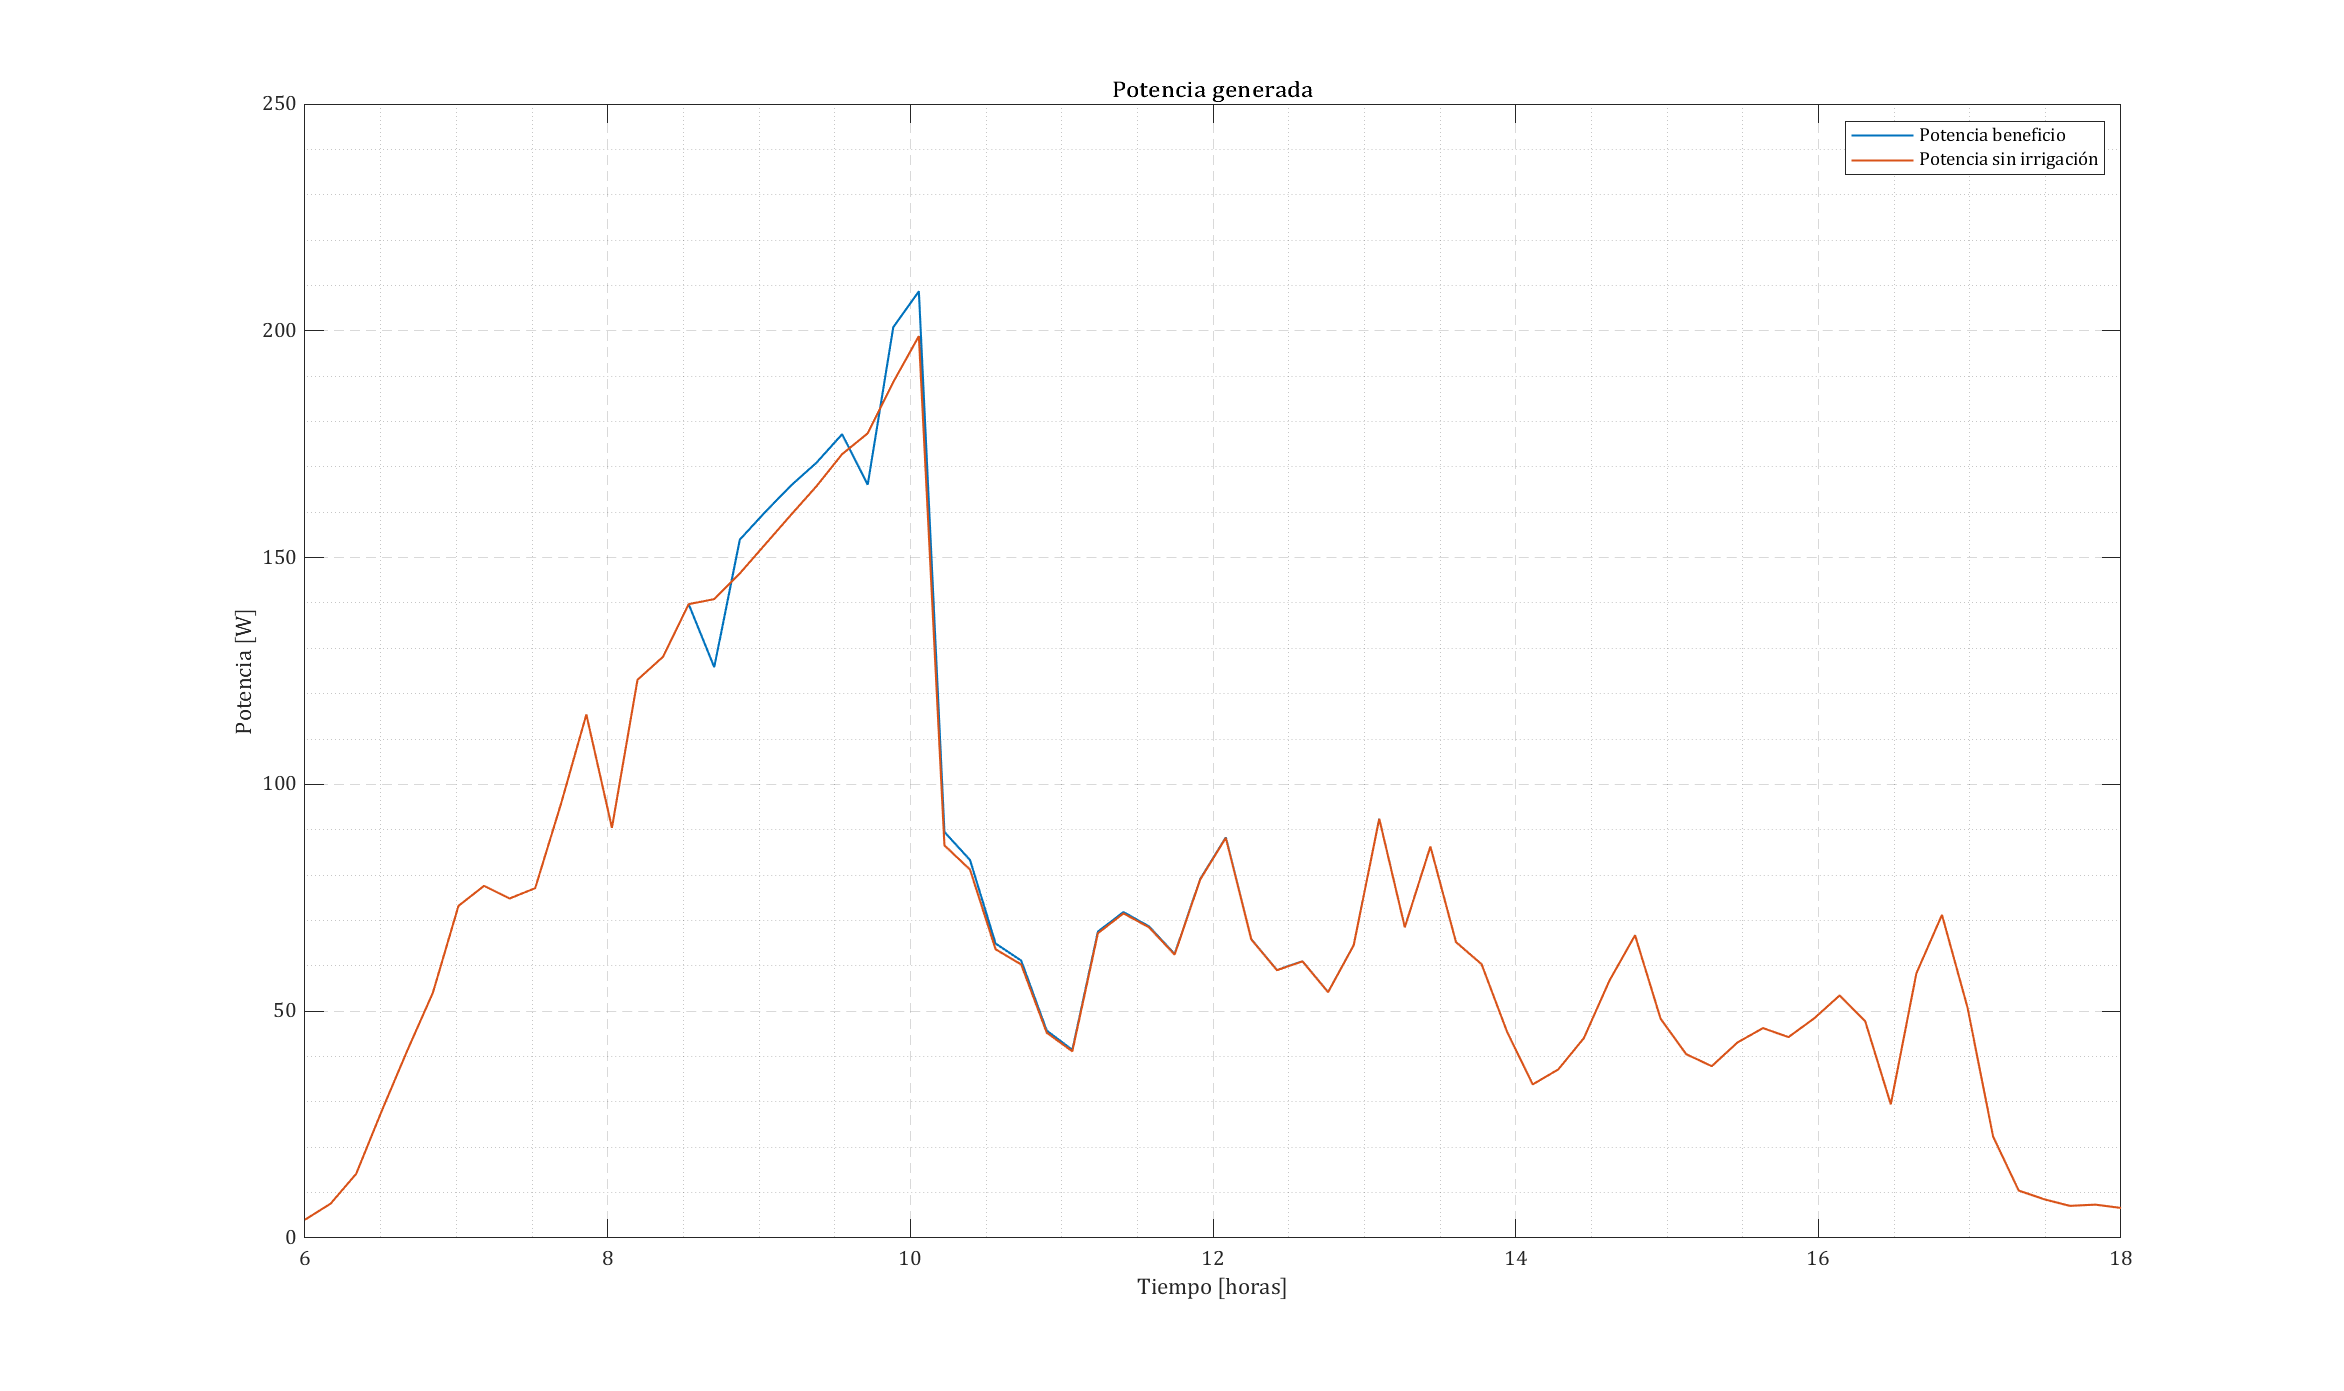 Potencia generada
250
200
150
100
50
0
Potencia [W]
Potencia beneficio
Potencia sin irrigación
6 8 10 12 14 16 18
Tiempo [horas]